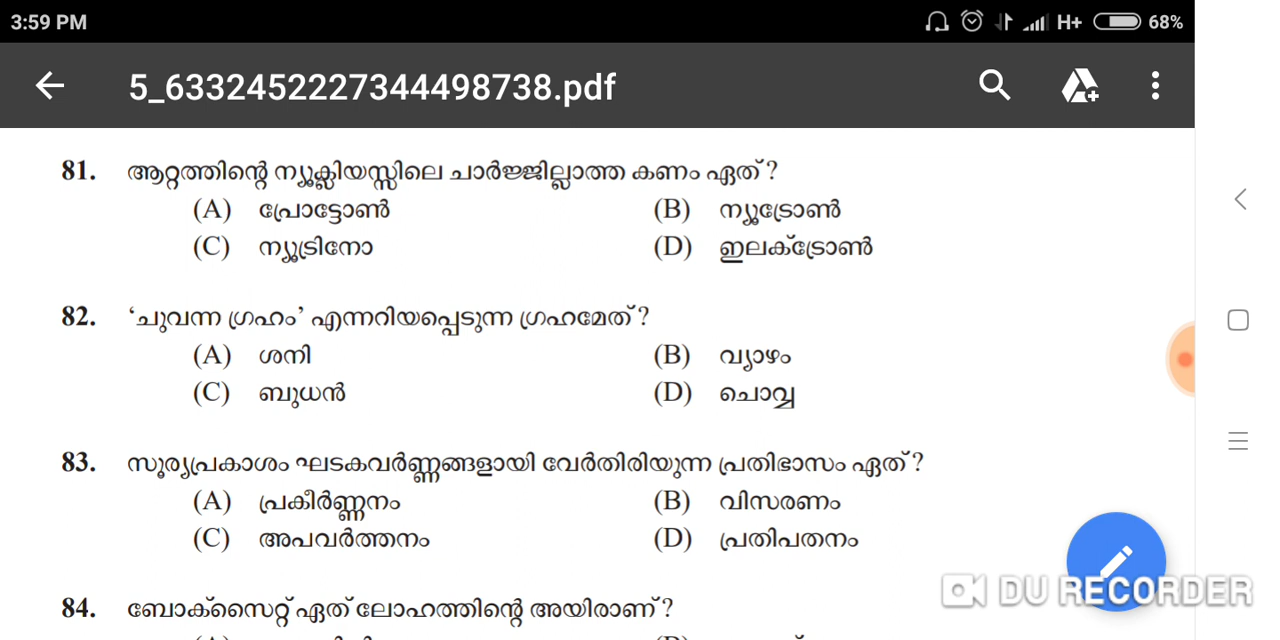 3:59 PM H+ 68%
5_6332452227344498738.pdf
81. ആറ്റത്തിന്റെ ന്യൂക്ലിയസ്സിലെ ചാർജ്ജില്ലാത്ത കണം ഏത് ?
(A) പ്രോട്ടോൺ (B) ന്യൂട്രോൺ
(C) ന്യൂട്രിനോ (D) ഇലക്ട്രോൺ
82. ‘ചുവന്ന ഗ്രഹം’ എന്നറിയപ്പെടുന്ന ഗ്രഹമേത് ?
(A) ശനി (B) വ്യാഴം
(C) ബുധൻ (D) ചൊവ്വ
83. സൂര്യപ്രകാശം ഘടകവർണ്ണങ്ങളായി വേർതിരിയുന്ന പ്രതിഭാസം ഏത് ?
(A) പ്രകീർണ്ണനം (B) വിസരണം
(C) അപവർത്തനം (D) പ്രതിപതനം
84. ബോക്സൈറ്റ് ഏത് ലോഹത്തിന്റെ അയിരാണ് ?
DU RECORDER